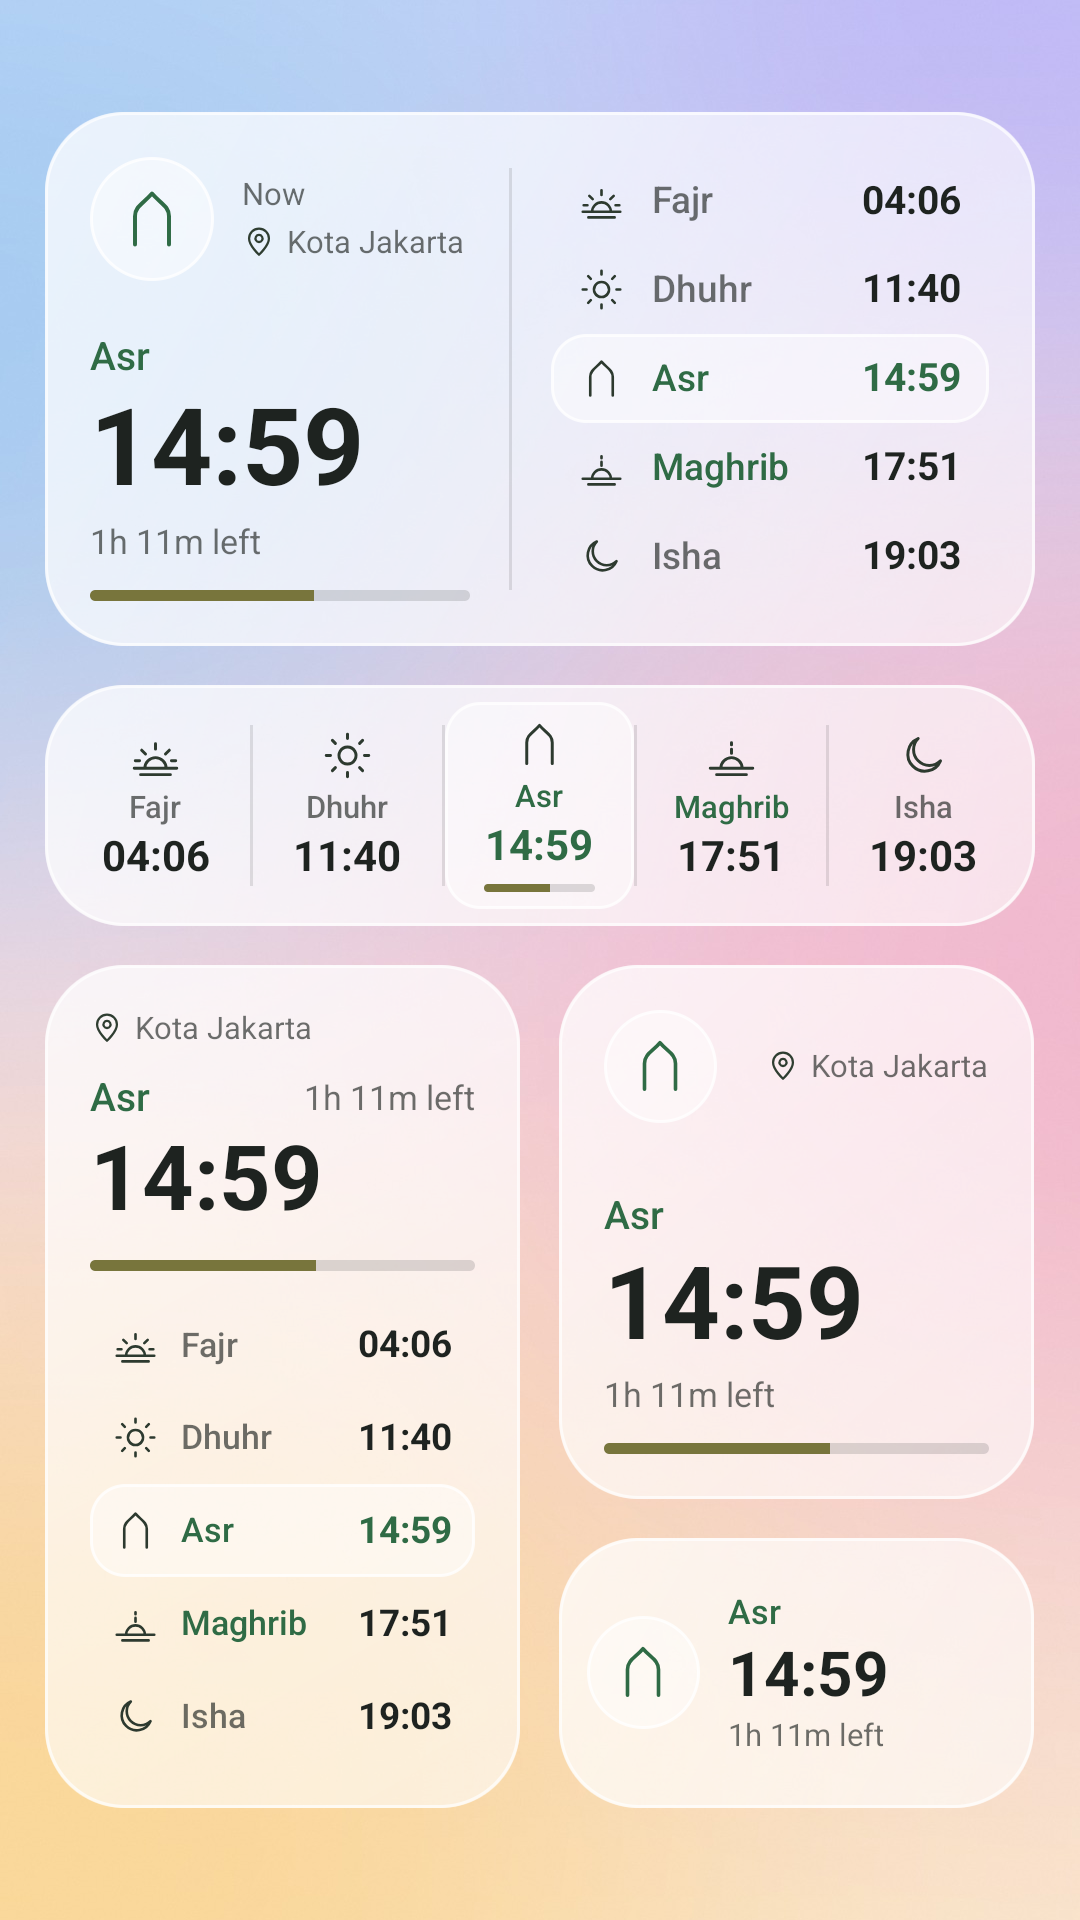 Now
Kota Jakarta
Asr
14:59
1h 11m left
Fajr 04:06
Dhuhr 11:40
Asr 14:59
Maghrib 17:51
Isha 19:03
Fajr
04:06
Dhuhr
11:40
Asr
14:59
Maghrib
17:51
Isha
19:03
Kota Jakarta
Asr 1h 11m left
14:59
Fajr 04:06
Dhuhr 11:40
Asr 14:59
Maghrib 17:51
Isha 19:03
Kota Jakarta
Asr
14:59
1h 11m left
Asr
14:59
1h 11m left